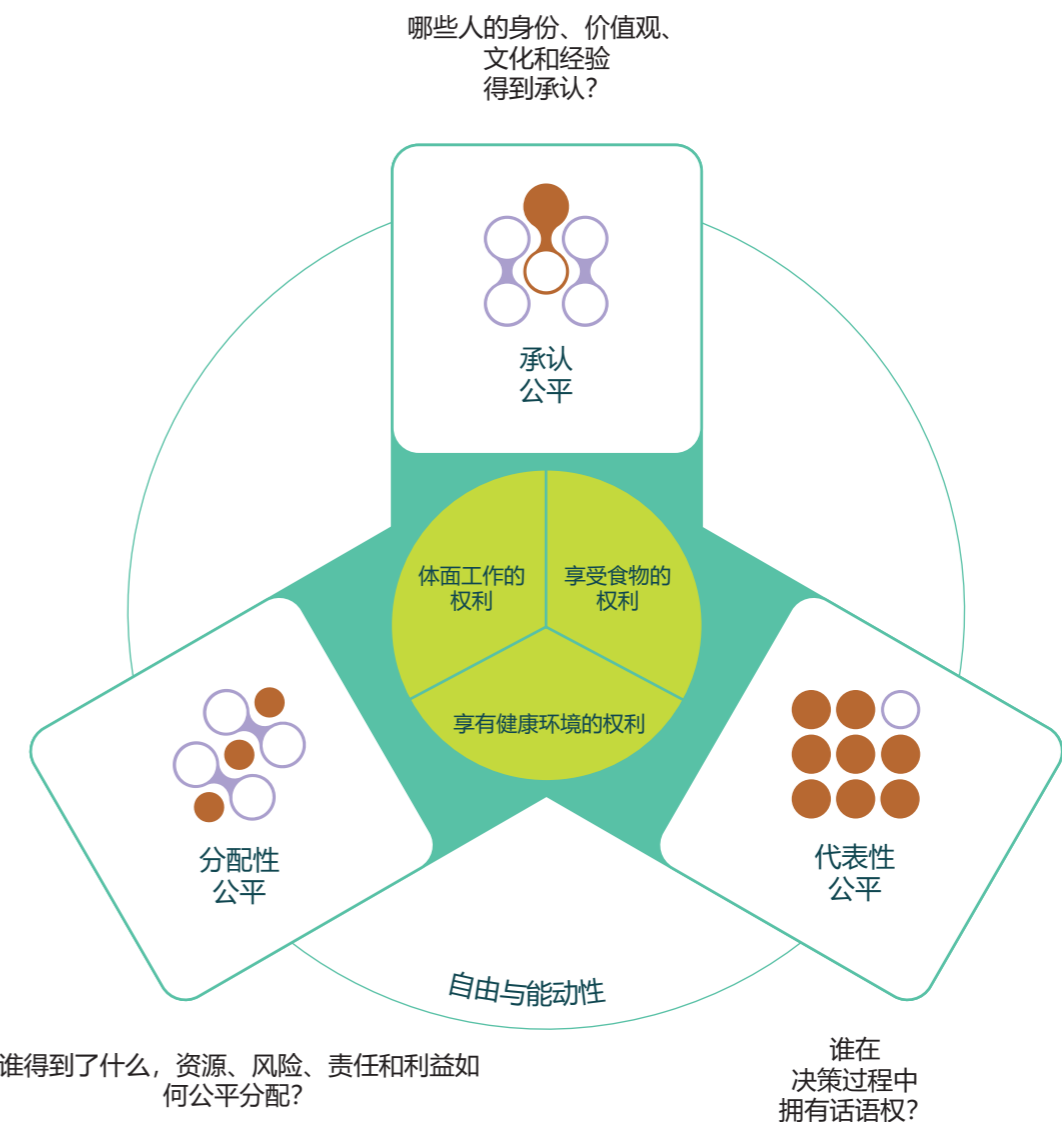 哪些人的身份、价值观、
文化和经验
得到承认？
承认
公平
体面工作的
权利
享受食物的
权利
享有健康环境的权利
分配性
公平
代表性
公平
自由与能动性
谁得到了什么，资源、风险、责任和利益如
何公平分配？
谁在
决策过程中
拥有话语权？